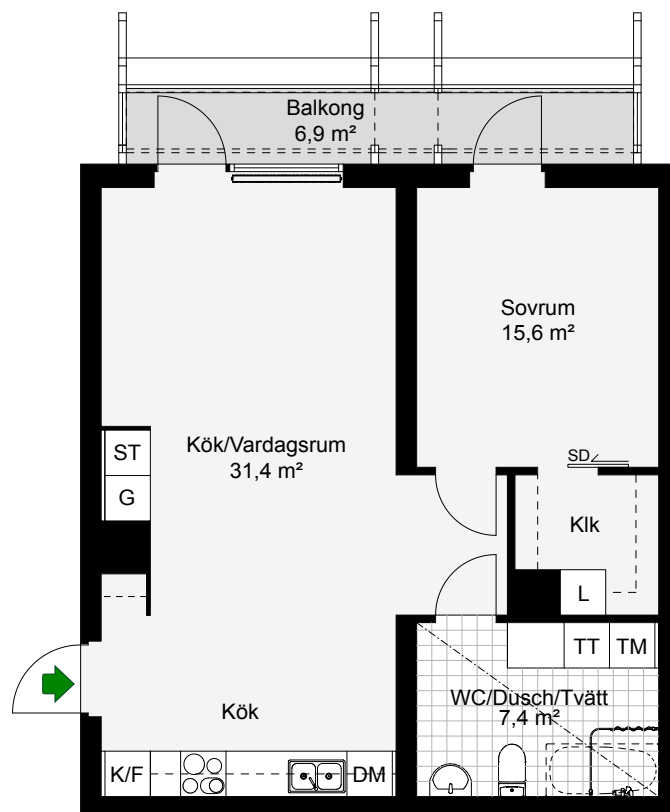 Balkong
6,9 m²
Sovrum
15,6 m²
Kök/Vardagsrum
31,4 m²
ST
G
SD
Klk
L
TT
TM
WC/Dusch/Tvätt
7,4 m²
Kök
K/F
DM